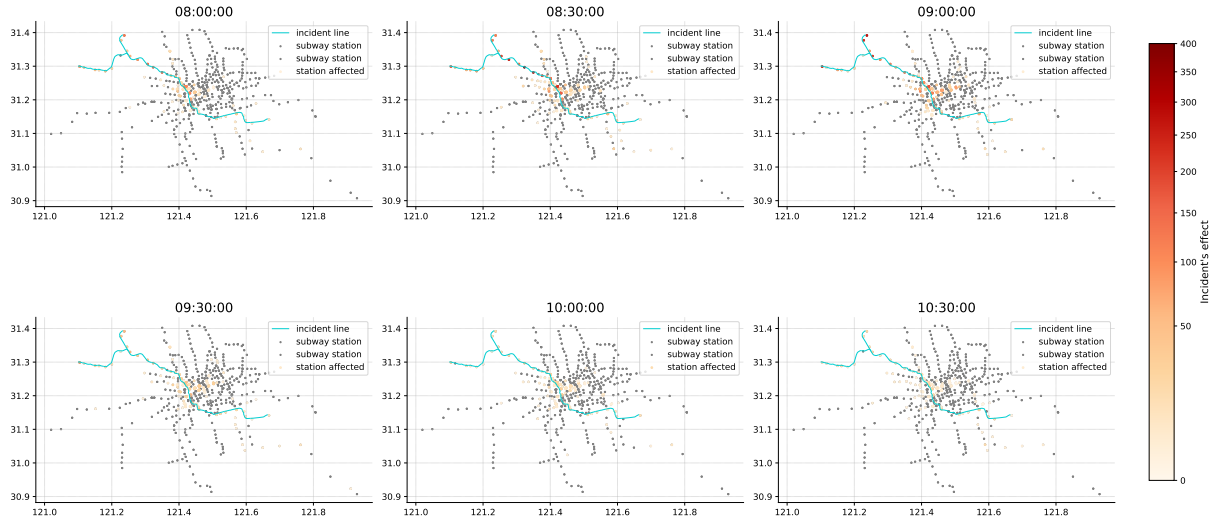 08:00:00
08:30:00
09:00:00
31.4
31.3
31.2
31.1
31.0
30.9
121.0 121.2 121.4 121.6 121.8
incident line
subway station
subway station
station affected
31.4
31.3
31.2
31.1
31.0
30.9
121.0 121.2 121.4 121.6 121.8
incident line
subway station
subway station
station affected
31.4
31.3
31.2
31.1
31.0
30.9
121.0 121.2 121.4 121.6 121.8
incident line
subway station
subway station
station affected
09:30:00
10:00:00
10:30:00
31.4
31.3
31.2
31.1
31.0
30.9
121.0 121.2 121.4 121.6 121.8
incident line
subway station
subway station
station affected
31.4
31.3
31.2
31.1
31.0
30.9
121.0 121.2 121.4 121.6 121.8
incident line
subway station
subway station
station affected
31.4
31.3
31.2
31.1
31.0
30.9
121.0 121.2 121.4 121.6 121.8
incident line
subway station
subway station
station affected
400
350
300
250
200
150
100
50
0
Incident's effect